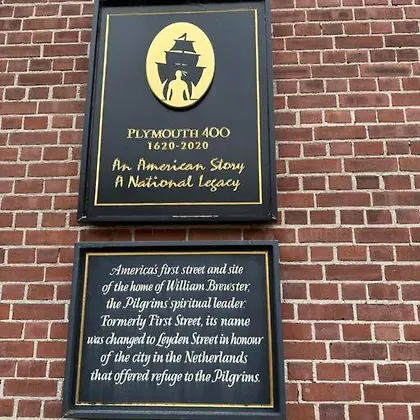 PLYMOUTH 400
1620-2020
An American Story
A National Legacy
America's first street and site
of the home of William Brewster,
the Pilgrims' spiritual leader.
Formerly First Street, its name
was changed to Leyden Street in honour
of the city in the Netherlands
that offered refuge to the Pilgrims.